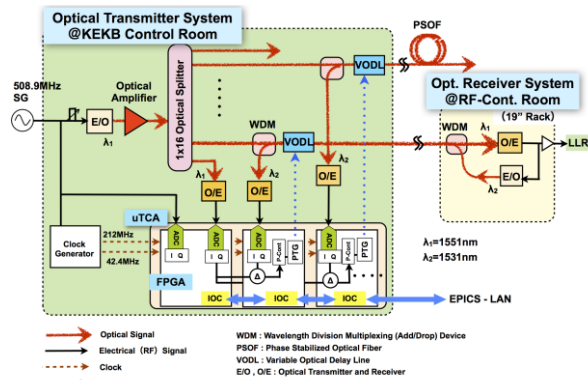 Optical Transmitter System
@KEKB Control Room
PSOF
VODL
508.9MHz
SG
Optical
Amplifier
E/O
λ1
1x16 Optical Splitter
WDM
VODL
λ1
λ2
λ2
O/E
O/E
O/E
Opt. Receiver System
@RF-Cont. Room
(19" Rack)
WDM
λ1
O/E
LLR
λ2
E/O
uTCA
Clock
Generator
212MHz
42.4MHz
ADC
ADC
ADC
ADC
I Q
I Q
I Q
I Q
P-Cont
PTG
P-Cont
PTG
Δ
Δ
FPGA
IOC
IOC
IOC
EPICS - LAN
λ1=1551nm
λ2=1531nm
Optical Signal
Electrical (RF) Signal
Clock
WDM : Wavelength Division Multiplexing (Add/Drop) Device
PSOF : Phase Stabilized Optical Fiber
VODL : Variable Optical Delay Line
E/O , O/E : Optical Transmitter and Receiver